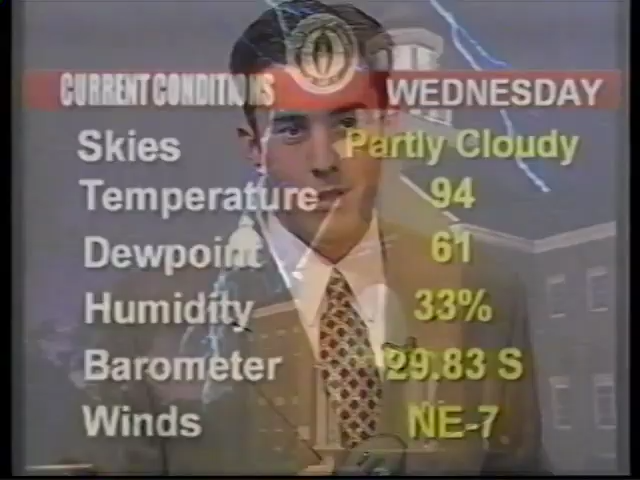 CURRENT CONDITIONS WEDNESDAY
Skies Partly Cloudy
Temperature 94
Dewpoint 61
Humidity 33%
Barometer 29.83 S
Winds NE-7